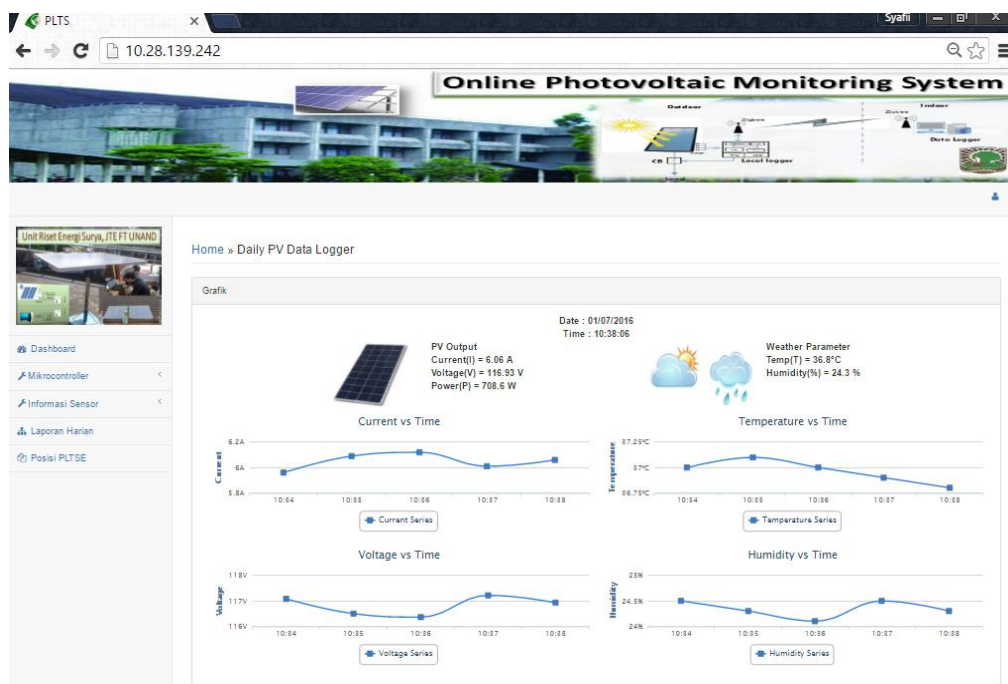 PLTS
Syafii
10.28.139.242
Online Photovoltaic Monitoring System
Outdoor
Indoor
Data Logger
CB
Local logger
Unit Riset Energi Surya, JTE FT UNAND
Home » Daily PV Data Logger
Grafik
Date : 01/07/2016
Time : 10:38:06
PV Output
Current(I) = 6.06 A
Voltage(V) = 116.93 V
Power(P) = 708.6 W
Weather Parameter
Temp(T) = 36.8°C
Humidity(%) = 24.3 %
Dashboard
Mikrocontroller
Informasi Sensor
Laporan Harian
Posisi PLTSE
Current vs Time
Current
6.2A
6A
5.8A
10:34 10:35 10:36 10:37 10:38
Current Series
Temperature vs Time
Temperature
37.25°C
37°C
36.75°C
10:34 10:35 10:36 10:37 10:38
Temperature Series
Voltage vs Time
Voltage
118V
117V
116V
10:34 10:35 10:36 10:37 10:38
Voltage Series
Humidity vs Time
Humidity
25%
24.5%
24%
10:34 10:35 10:36 10:37 10:38
Humidity Series